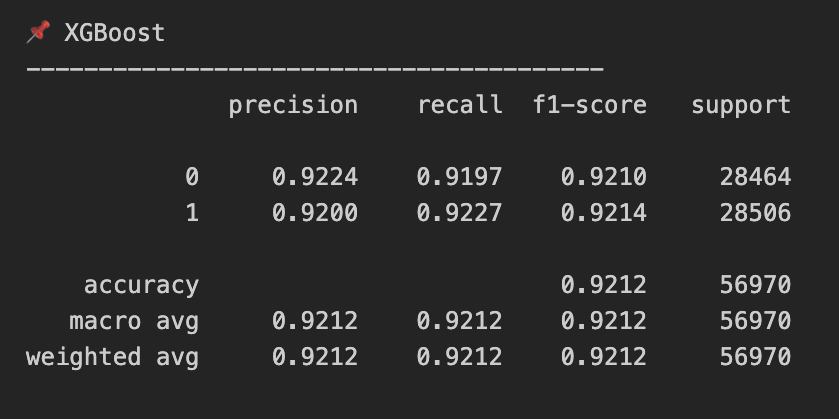 📌 XGBoost
----------------------------------------
precision recall f1-score support
0 0.9224 0.9197 0.9210 28464
1 0.9200 0.9227 0.9214 28506
accuracy 0.9212 56970
macro avg 0.9212 0.9212 0.9212 56970
weighted avg 0.9212 0.9212 0.9212 56970